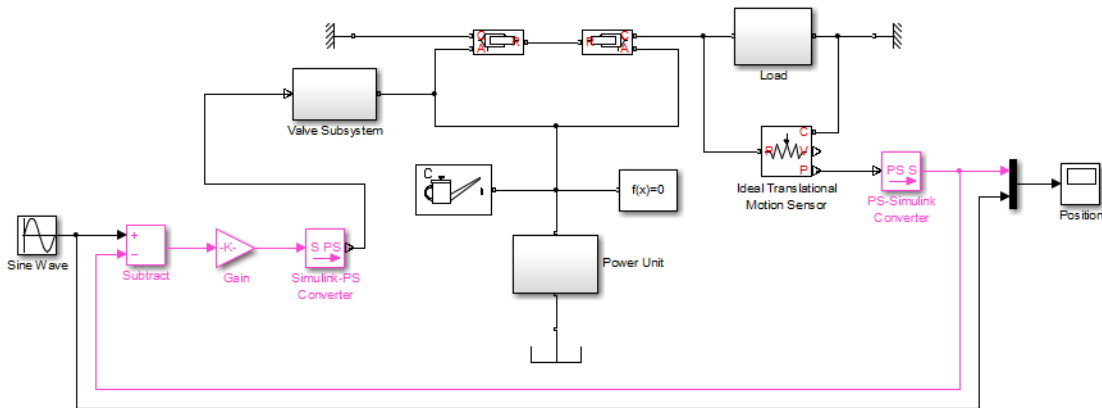 C
A
R
R
C
A
Load
Valve Subsystem
C
R
V
P
Ideal Translational
Motion Sensor
PS S
PS-Simulink
Converter
Position
C
f(x)=0
Sine Wave
+
−
Subtract
-K-
Gain
S PS
Simulink-PS
Converter
Power Unit